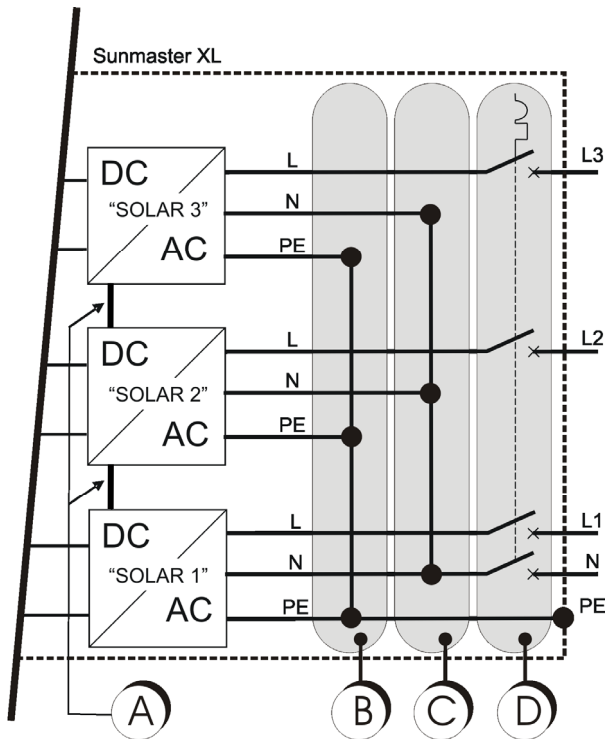 Sunmaster XL
DC
"SOLAR 3"
AC
L
N
PE
L3
DC
"SOLAR 2"
AC
L
N
PE
L2
DC
"SOLAR 1"
AC
L
N
PE
L1
N
PE
A
B
C
D